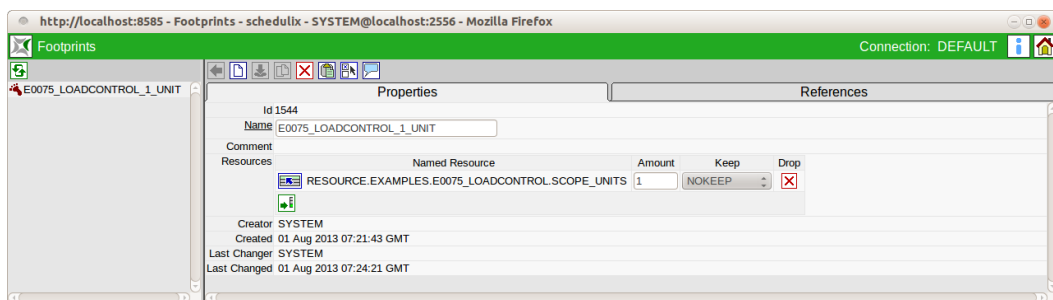 http://localhost:8585 - Footprints - schedulix - SYSTEM@localhost:2556 - Mozilla Firefox
Footprints
Connection: DEFAULT
E0075_LOADCONTROL_1_UNIT
Properties
References
Id 1544
Name E0075_LOADCONTROL_1_UNIT
Comment
Resources Named Resource Amount Keep Drop
RESOURCE.EXAMPLES.E0075_LOADCONTROL.SCOPE_UNITS 1 NOKEEP
Creator SYSTEM
Created 01 Aug 2013 07:21:43 GMT
Last Changer SYSTEM
Last Changed 01 Aug 2013 07:24:21 GMT